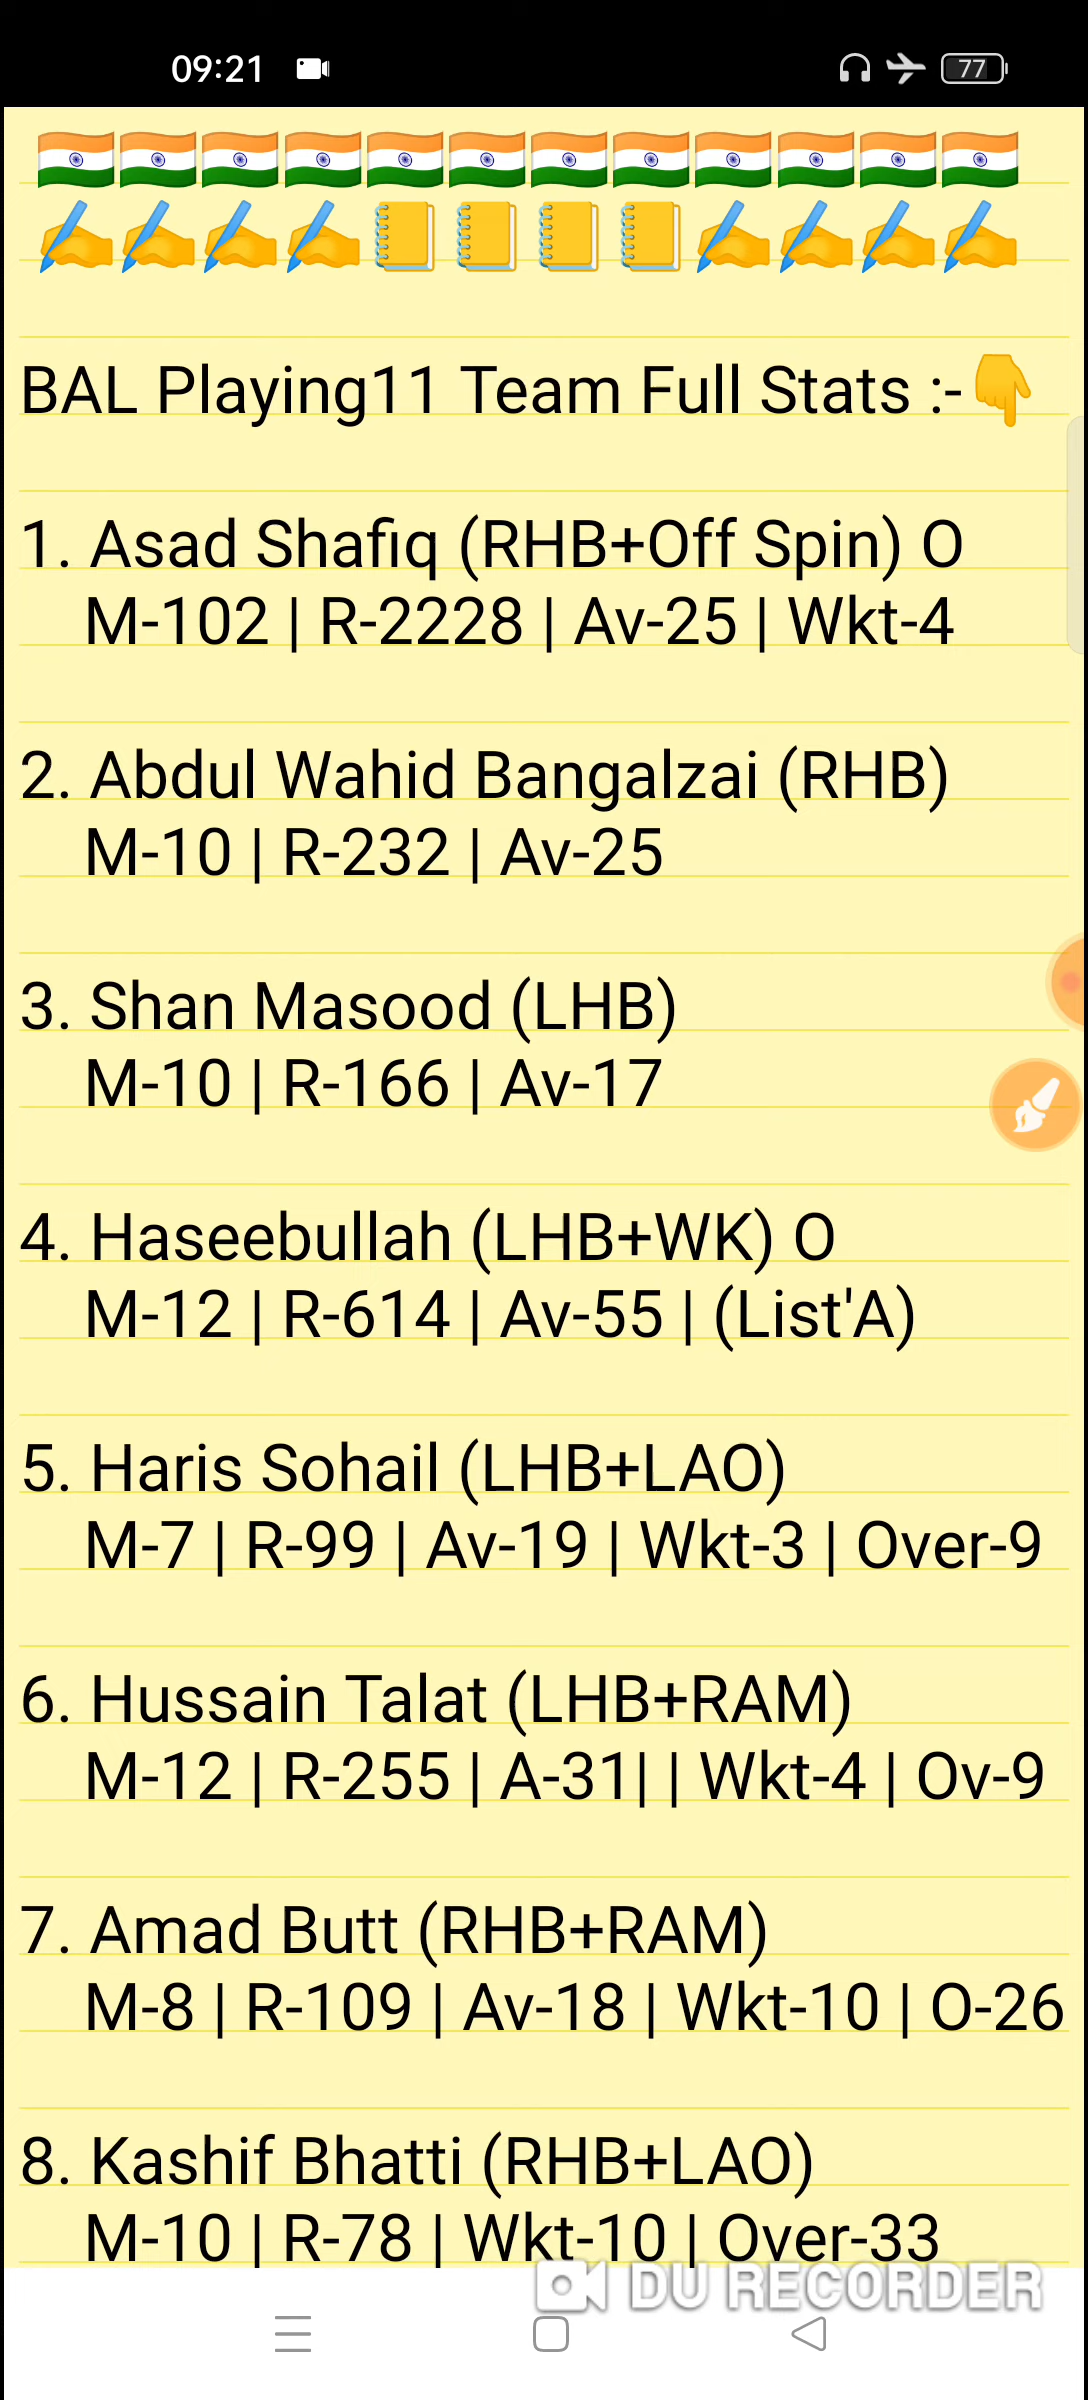 09:21
77
BAL Playing11 Team Full Stats :-👇
1. Asad Shafiq (RHB+Off Spin) O
M-102 | R-2228 | Av-25 | Wkt-4
2. Abdul Wahid Bangalzai (RHB)
M-10 | R-232 | Av-25
3. Shan Masood (LHB)
M-10 | R-166 | Av-17
4. Haseebullah (LHB+WK) O
M-12 | R-614 | Av-55 | (List'A)
5. Haris Sohail (LHB+LAO)
M-7 | R-99 | Av-19 | Wkt-3 | Over-9
6. Hussain Talat (LHB+RAM)
M-12 | R-255 | A-31| | Wkt-4 | Ov-9
7. Amad Butt (RHB+RAM)
M-8 | R-109 | Av-18 | Wkt-10 | O-26
8. Kashif Bhatti (RHB+LAO)
M-10 | R-78 | Wkt-10 | Over-33
DU RECORDER